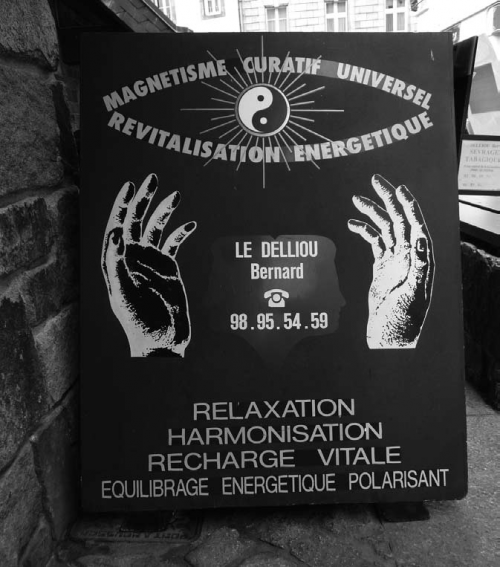 MAGNETISME CURATIF UNIVERSEL
REVITALISATION ENERGETIQUE
LE DELLIOU
Bernard
98.95.54.59
RELAXATION
HARMONISATION
RECHARGE VITALE
EQUILIBRAGE ENERGETIQUE POLARISANT
SEVRAGE